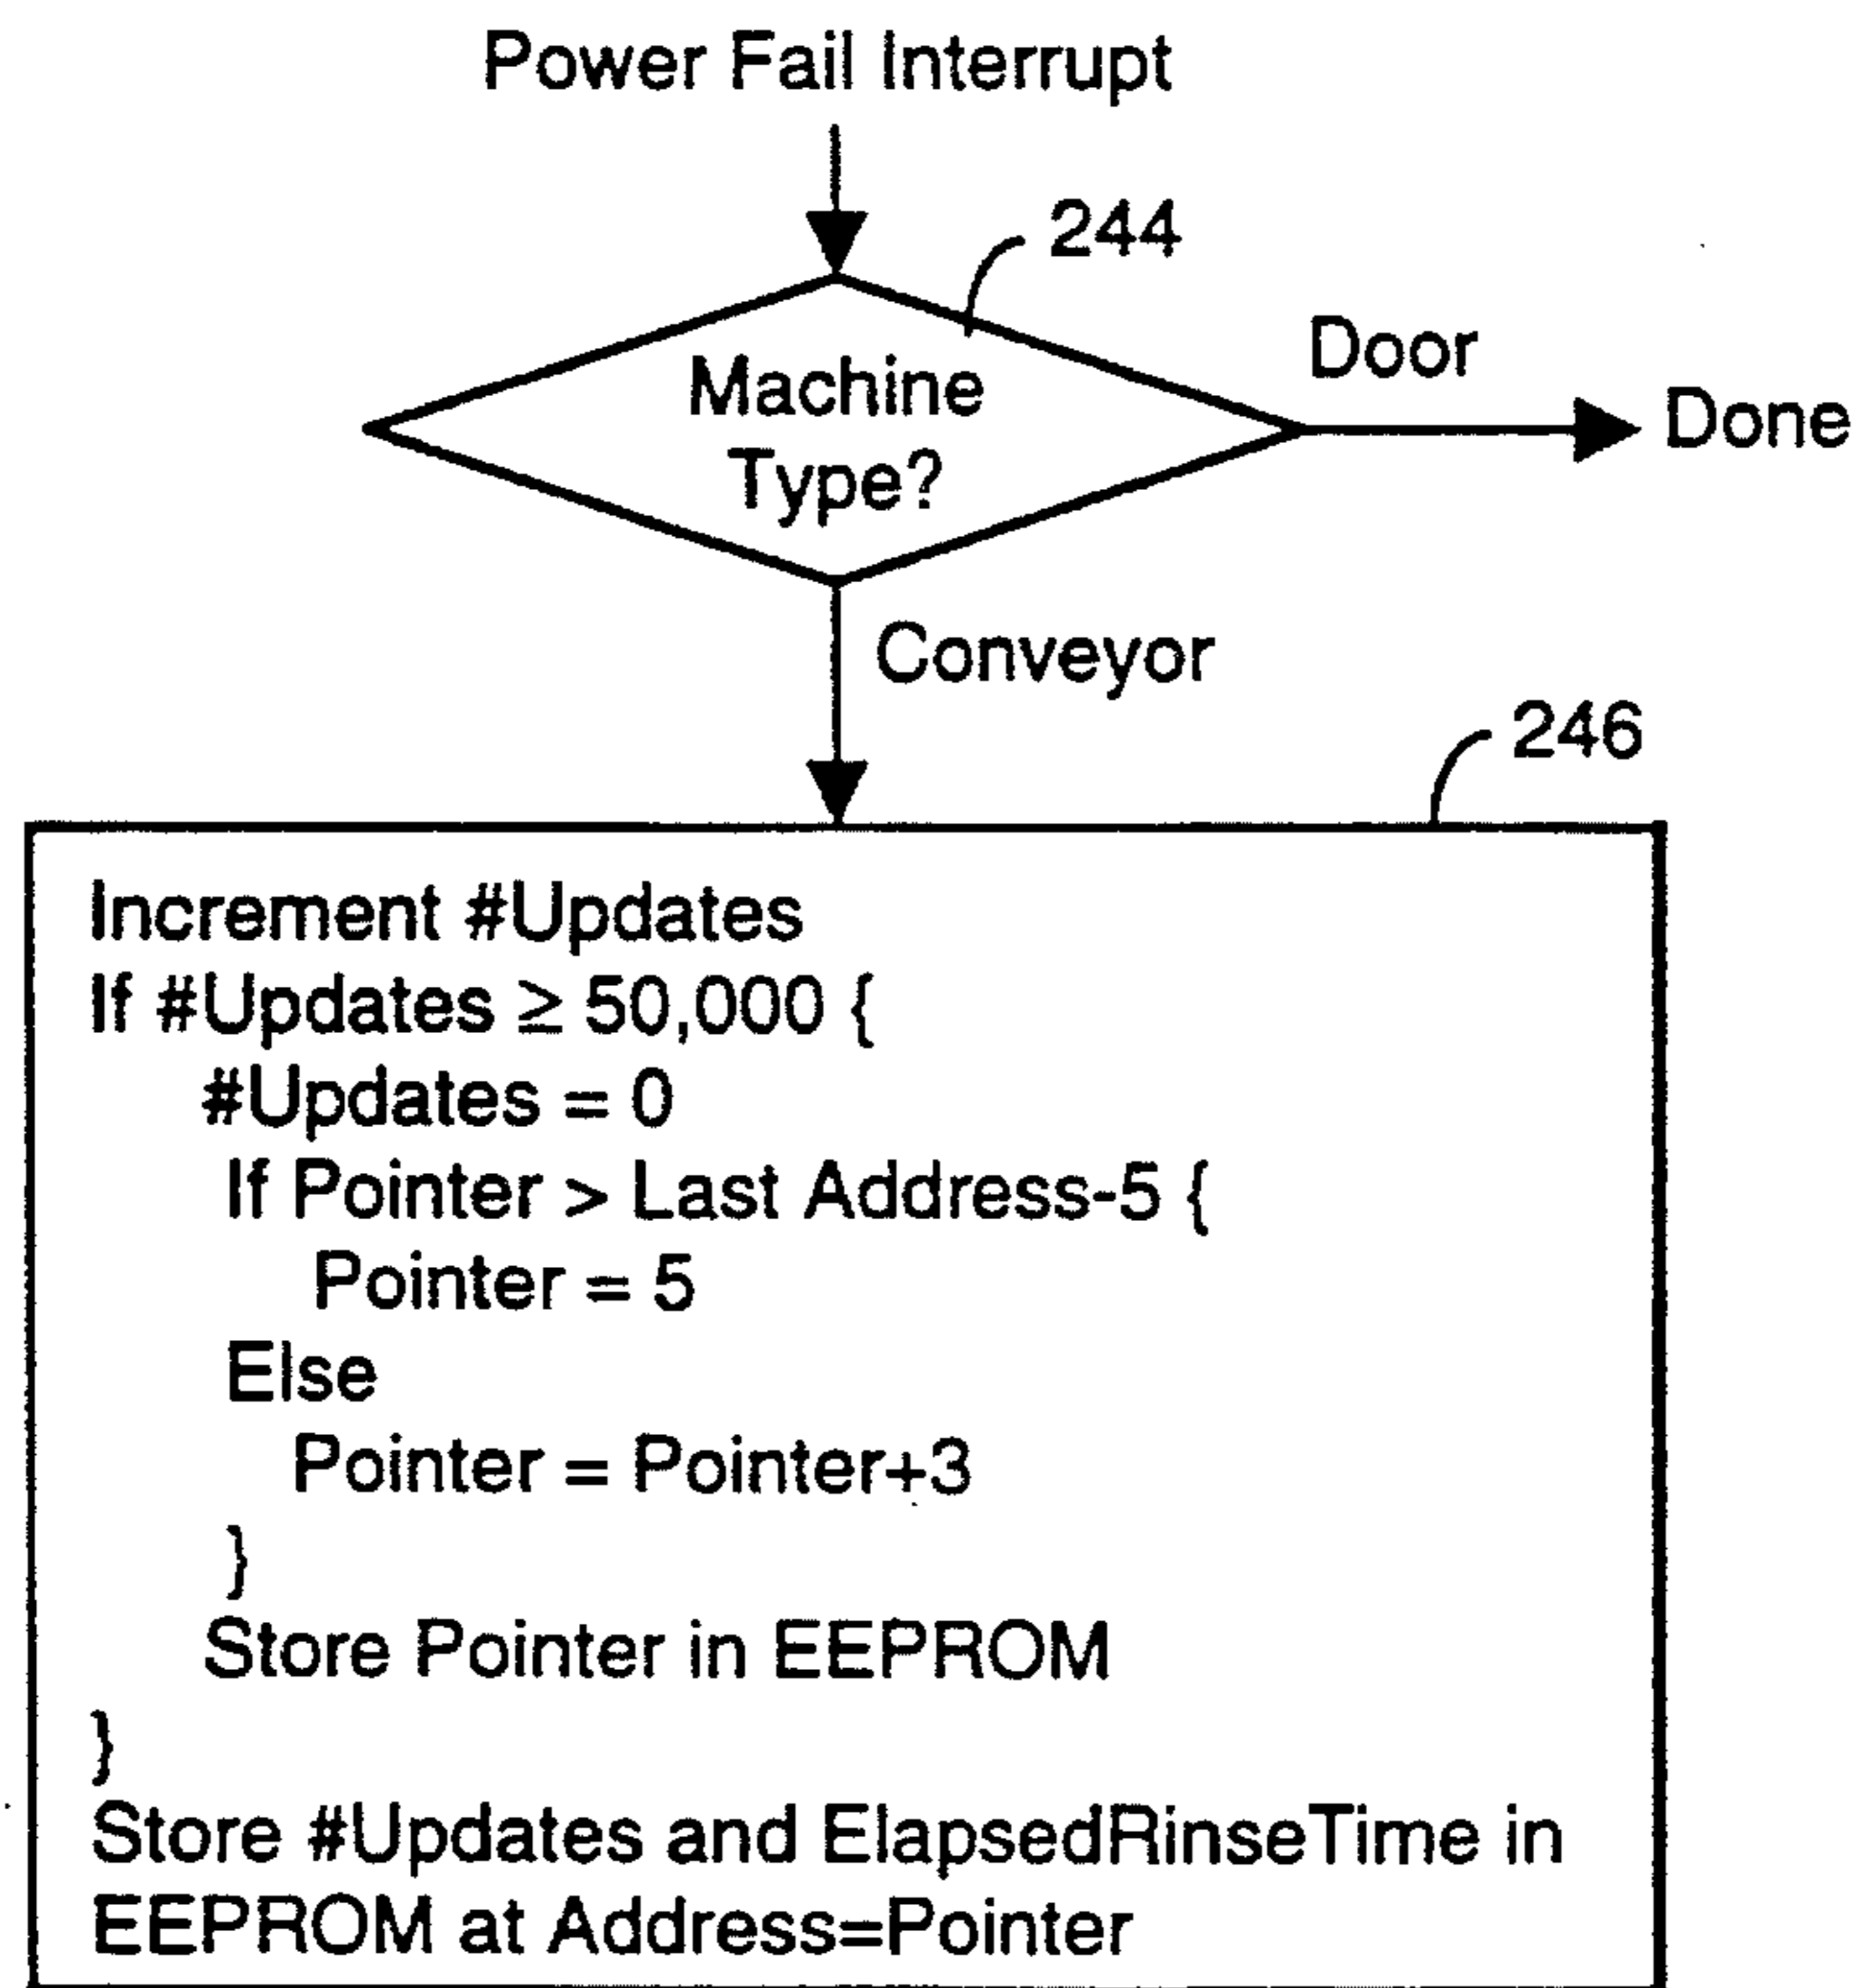 Power Fail Interrupt
244
Machine
Type?
Door
Done
Conveyor
246
Increment #Updates
If #Updates ≥ 50,000 {
#Updates = 0
If Pointer > Last Address-5 {
Pointer = 5
Else
Pointer = Pointer+3
}
Store Pointer in EEPROM
}
Store #Updates and ElapsedRinseTime in
EEPROM at Address=Pointer